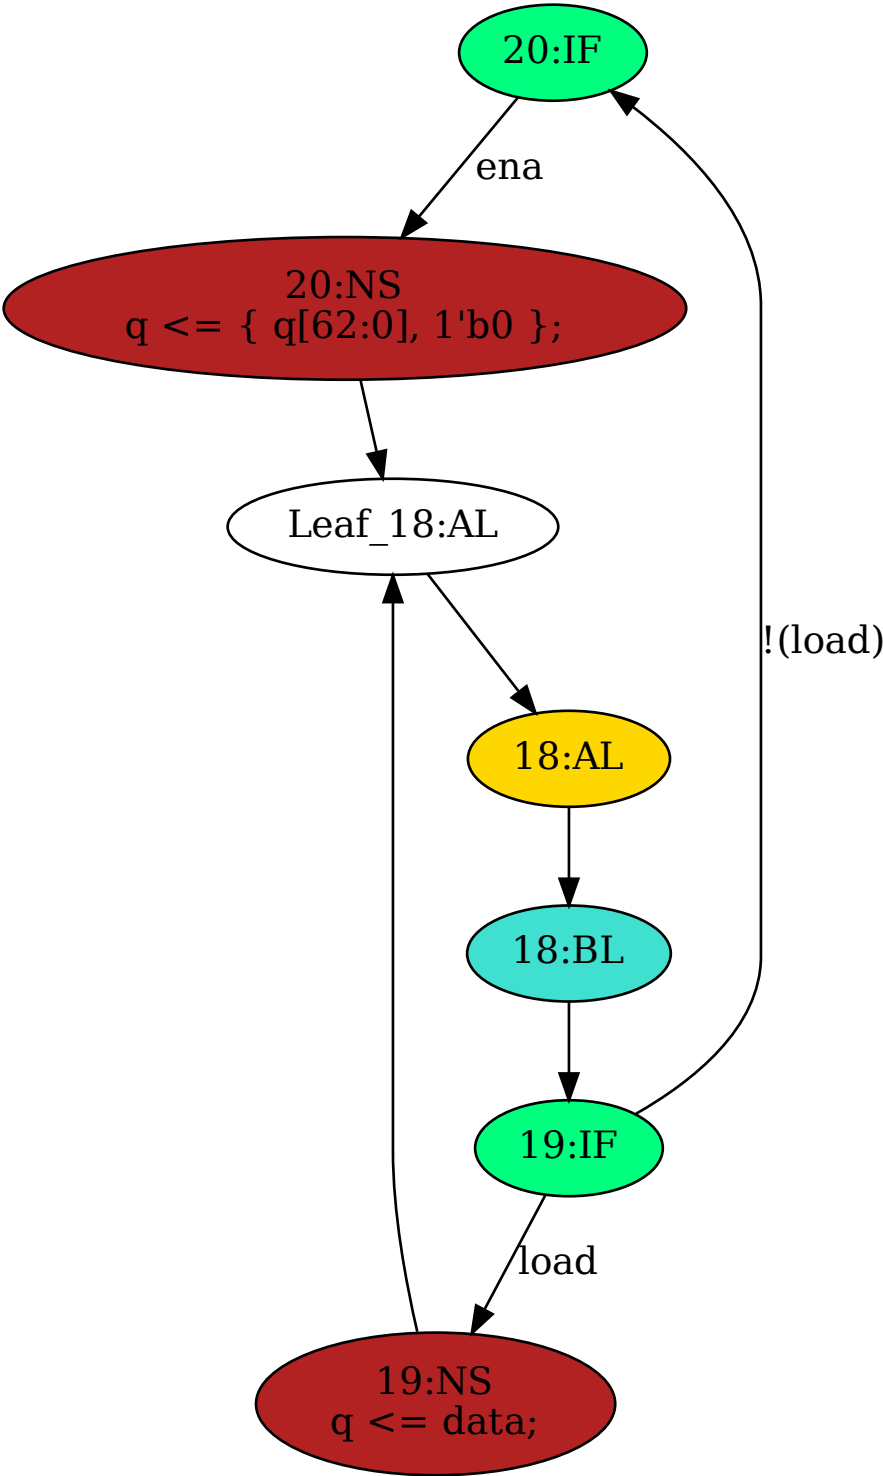 20:IF
ena
20:NS
q <= { q[62:0], 1'b0 };
Leaf_18:AL
!(load)
18:AL
18:BL
19:IF
load
19:NS
q <= data;